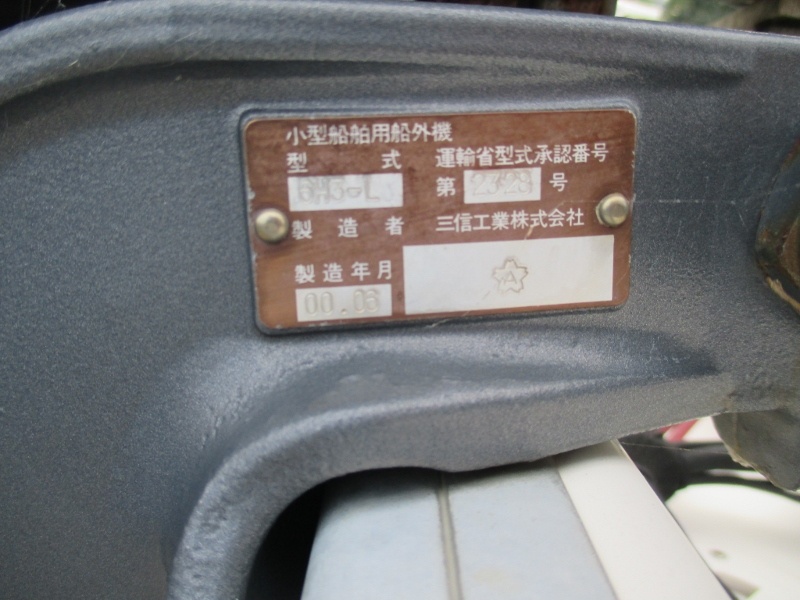 小型船舶用船外機
型 式 運輸省型式承認番号
6H5-L 第 2328 号
製造者 三信工業株式会社
製造年月
00.03 A